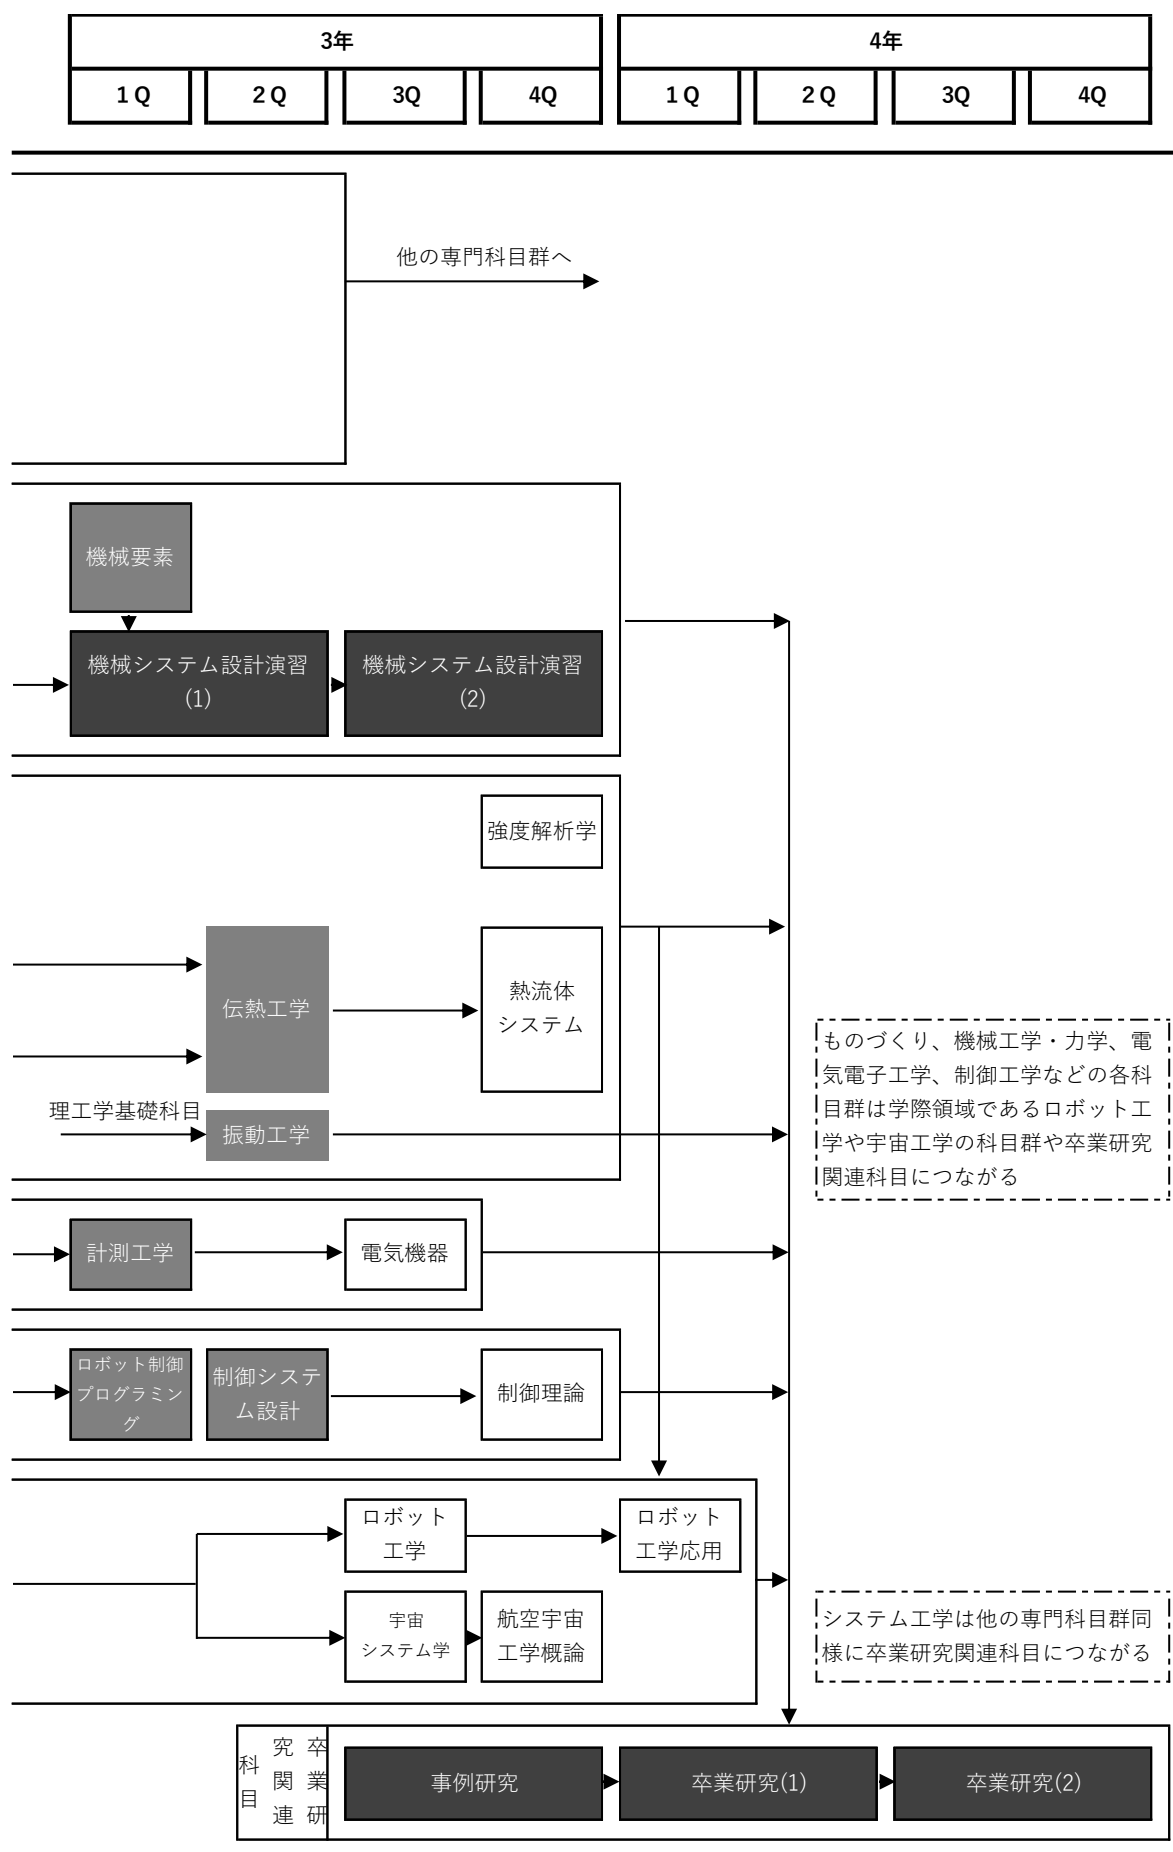 3年
4年
1Q
2Q
3Q
4Q
1Q
2Q
3Q
4Q
他の専門科目群へ
機械要素
機械システム設計演習
(1)
機械システム設計演習
(2)
強度解析学
伝熱工学
熱流体
システム
理工学基礎科目
振動工学
ものづくり、機械工学・力学、電
気電子工学、制御工学などの各科
目群は学際領域であるロボット工
学や宇宙工学の科目群や卒業研究
関連科目につながる
計測工学
電気機器
ロボット制御
プログラミン
グ
制御システ
ム設計
制御理論
ロボット
工学
ロボット
工学応用
宇宙
システム学
航空宇宙
工学概論
システム工学は他の専門科目群同
様に卒業研究関連科目につながる
卒業研
究関連
科目
事例研究
卒業研究(1)
卒業研究(2)